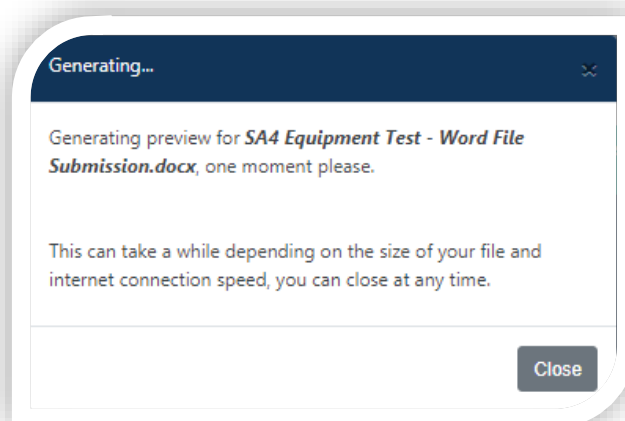 Generating...
Generating preview for SA4 Equipment Test - Word File
Submission.docx, one moment please.
This can take a while depending on the size of your file and
internet connection speed, you can close at any time.
Close